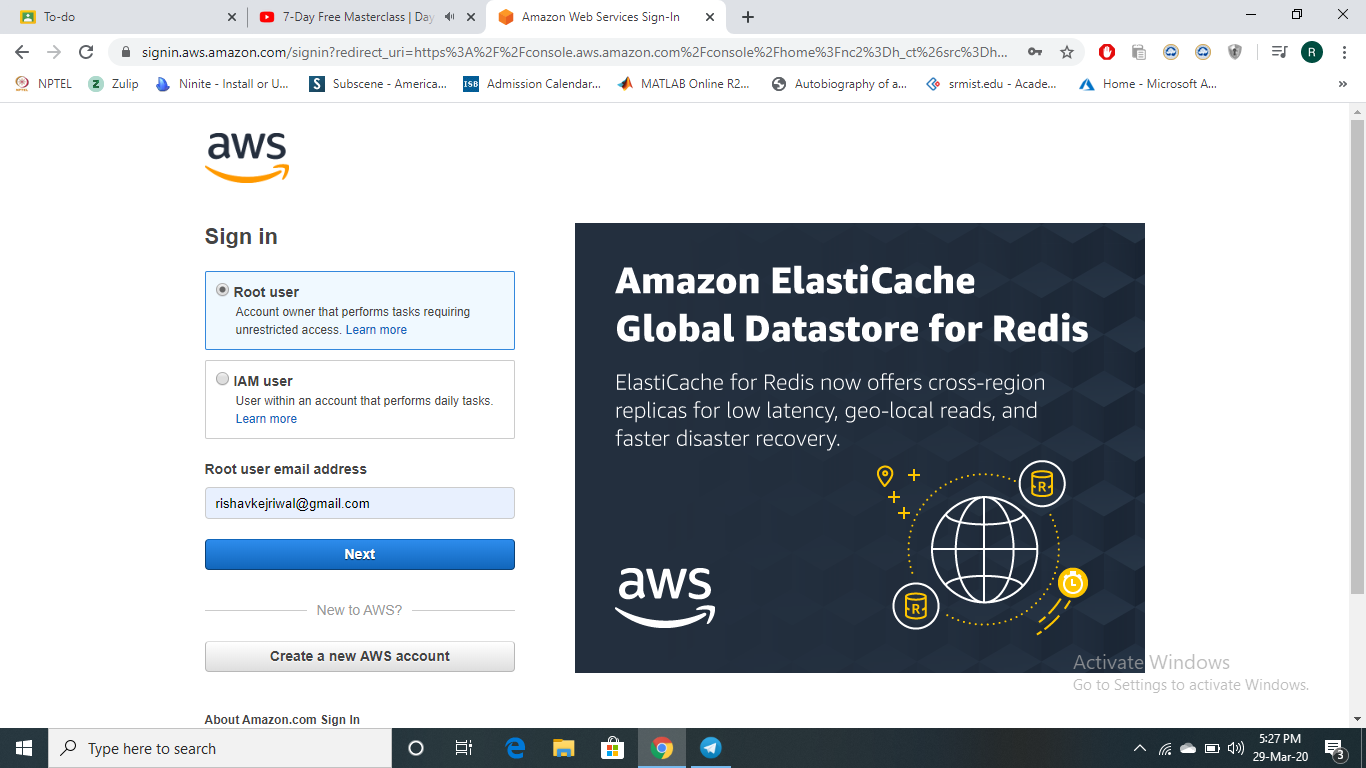 To-do
7-Day Free Masterclass | Day
Amazon Web Services Sign-In
signin.aws.amazon.com/signin?redirect_uri=https%3A%2F%2Fconsole.aws.amazon.com%2Fconsole%2Fhome%3Fnc2%3Dh_ct%26src%3Dh...
R
NPTEL
Zulip
Ninite - Install or U...
Subscene - America...
ISB
Admission Calendar...
MATLAB Online R2...
Autobiography of a...
srmist.edu - Acade...
Home - Microsoft A...
aws
Sign in
Root user
Account owner that performs tasks requiring
unrestricted access. Learn more
IAM user
User within an account that performs daily tasks.
Learn more
Root user email address
rishavkejriwal@gmail.com
Next
New to AWS?
Create a new AWS account
About Amazon.com Sign In
Amazon ElastiCache
Global Datastore for Redis
ElastiCache for Redis now offers cross-region
replicas for low latency, geo-local reads, and
faster disaster recovery.
R
R
aws
Activate Windows
Go to Settings to activate Windows.
Type here to search
5:27 PM
29-Mar-20
3